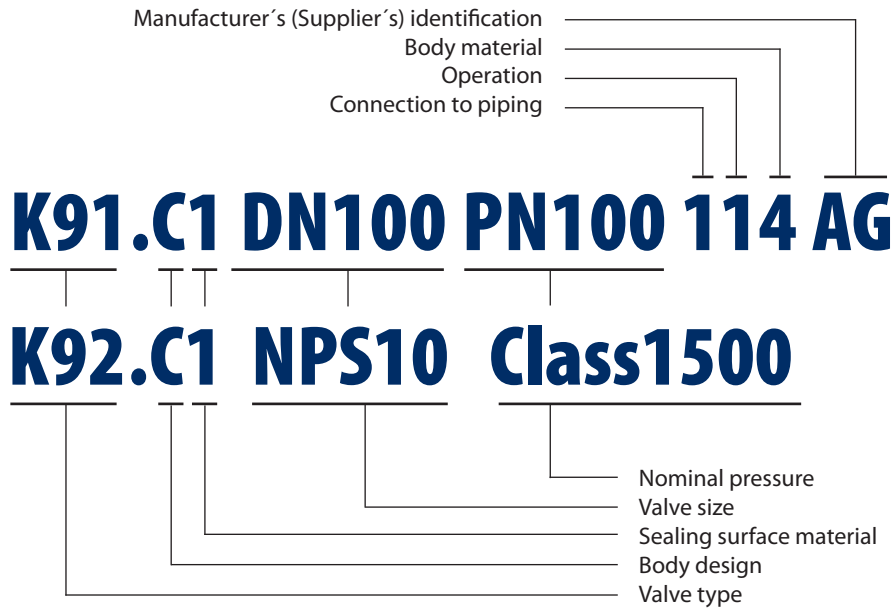 Manufacturer´s (Supplier´s) identification
Body material
Operation
Connection to piping
K91.C1 DN100 PN100 114 AG
K92.C1 NPS10 Class1500
Nominal pressure
Valve size
Sealing surface material
Body design
Valve type